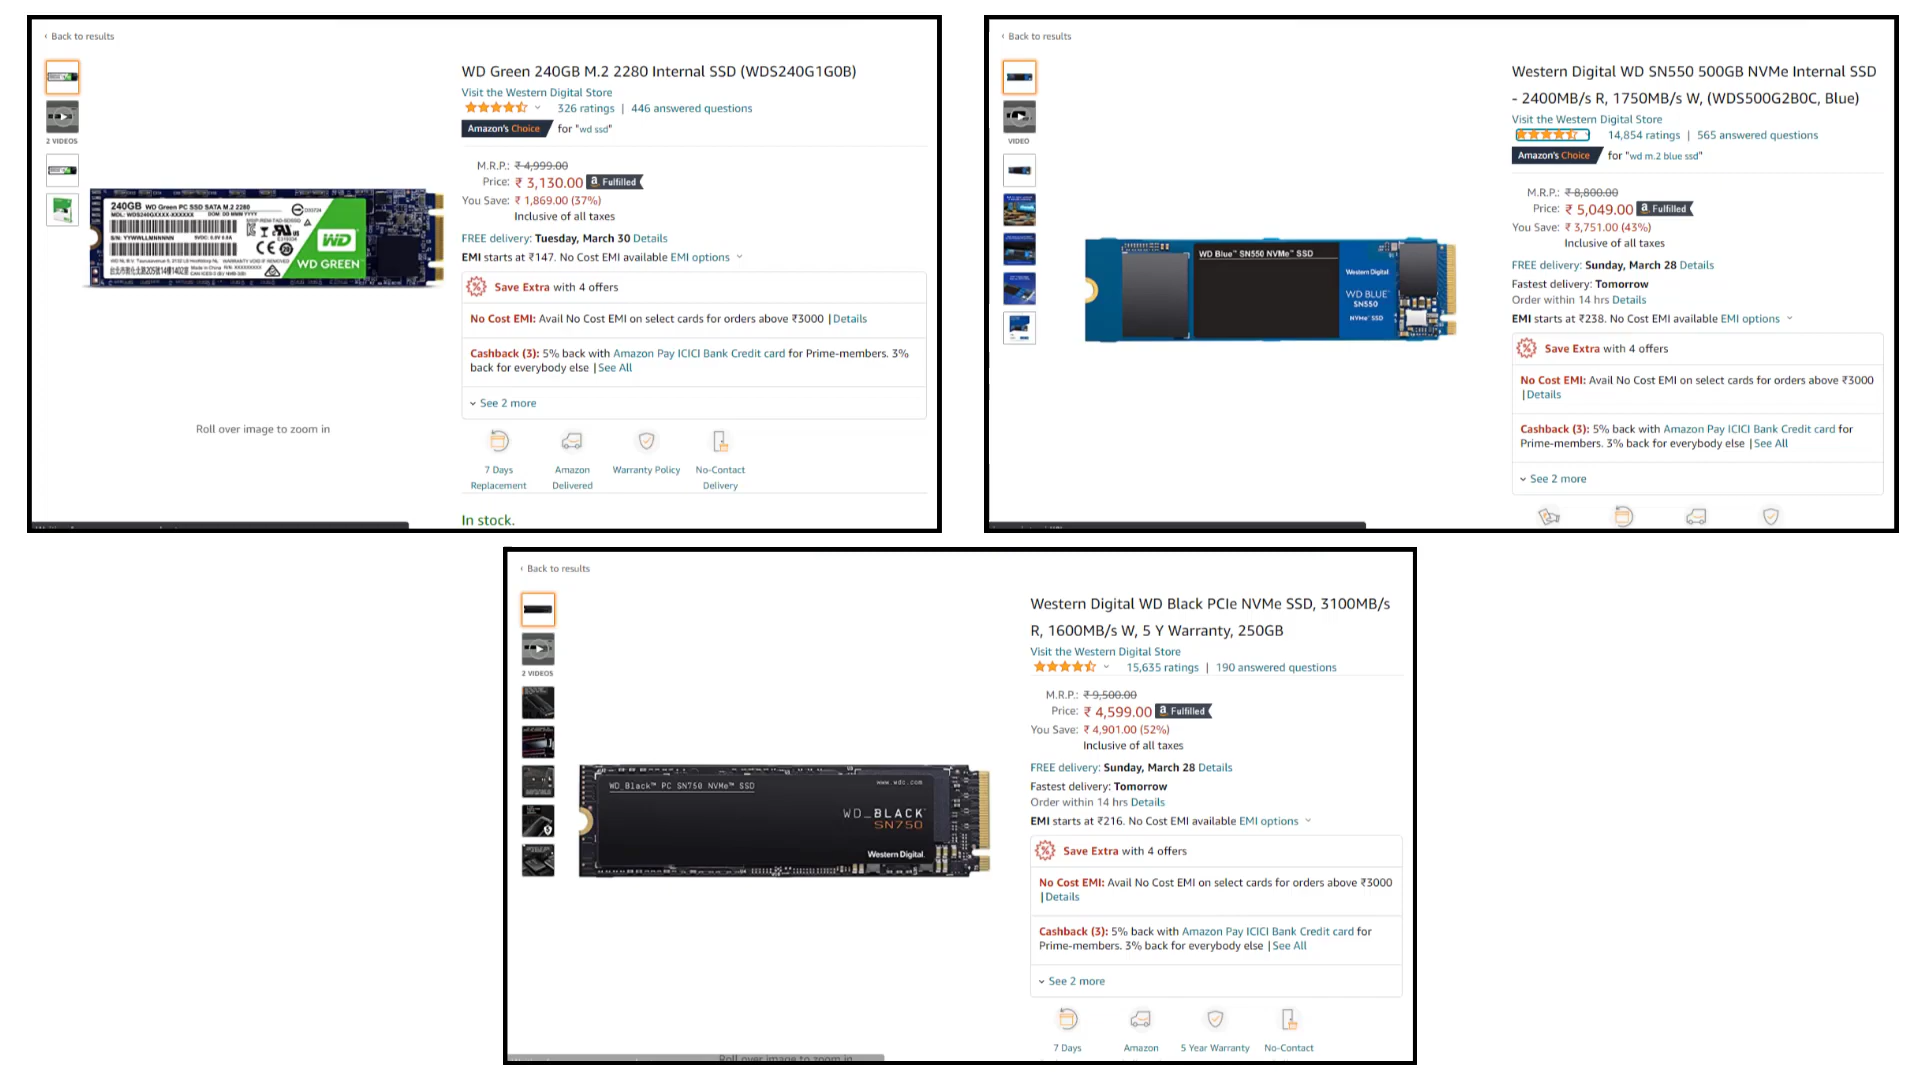 ‹ Back to results
2 VIDEOS
240GB WD Green PC SSD SATA M.2 2280
WD
WD GREEN
Roll over image to zoom in
WD Green 240GB M.2 2280 Internal SSD (WDS240G1G0B)
Visit the Western Digital Store
326 ratings | 446 answered questions
Amazon's Choice for "wd ssd"
M.R.P.: ₹ 4,999.00
Price: ₹ 3,130.00 a Fulfilled
You Save: ₹ 1,869.00 (37%)
Inclusive of all taxes
FREE delivery: Tuesday, March 30 Details
EMI starts at ₹147. No Cost EMI available EMI options
Save Extra with 4 offers
No Cost EMI: Avail No Cost EMI on select cards for orders above ₹3000 | Details
Cashback (3): 5% back with Amazon Pay ICICI Bank Credit card for Prime-members. 3%
back for everybody else | See All
See 2 more
7 Days Amazon Warranty Policy No-Contact
Replacement Delivered Delivery
In stock.
‹ Back to results
VIDEO
WD Blue™ SN550 NVMe™ SSD
Western Digital
WD BLUE™
SN550
NVMe™ SSD
Western Digital WD SN550 500GB NVMe Internal SSD
- 2400MB/s R, 1750MB/s W, (WDS500G2B0C, Blue)
Visit the Western Digital Store
14,854 ratings | 565 answered questions
Amazon's Choice for "wd m.2 blue ssd"
M.R.P.: ₹ 8,800.00
Price: ₹ 5,049.00 a Fulfilled
You Save: ₹ 3,751.00 (43%)
Inclusive of all taxes
FREE delivery: Sunday, March 28 Details
Fastest delivery: Tomorrow
Order within 14 hrs Details
EMI starts at ₹238. No Cost EMI available EMI options
Save Extra with 4 offers
No Cost EMI: Avail No Cost EMI on select cards for orders above ₹3000
| Details
Cashback (3): 5% back with Amazon Pay ICICI Bank Credit card for
Prime-members. 3% back for everybody else | See All
See 2 more
‹ Back to results
2 VIDEOS
WD_Black™ PC SN750 NVMe™ SSD
www.wdc.com
WD_BLACK™
SN750
Western Digital.
Roll over image to zoom in
Western Digital WD Black PCIe NVMe SSD, 3100MB/s
R, 1600MB/s W, 5 Y Warranty, 250GB
Visit the Western Digital Store
15,635 ratings | 190 answered questions
M.R.P.: ₹ 9,500.00
Price: ₹ 4,599.00 a Fulfilled
You Save: ₹ 4,901.00 (52%)
Inclusive of all taxes
FREE delivery: Sunday, March 28 Details
Fastest delivery: Tomorrow
Order within 14 hrs Details
EMI starts at ₹216. No Cost EMI available EMI options
Save Extra with 4 offers
No Cost EMI: Avail No Cost EMI on select cards for orders above ₹3000
| Details
Cashback (3): 5% back with Amazon Pay ICICI Bank Credit card for
Prime-members. 3% back for everybody else | See All
See 2 more
7 Days Amazon 5 Year Warranty No-Contact